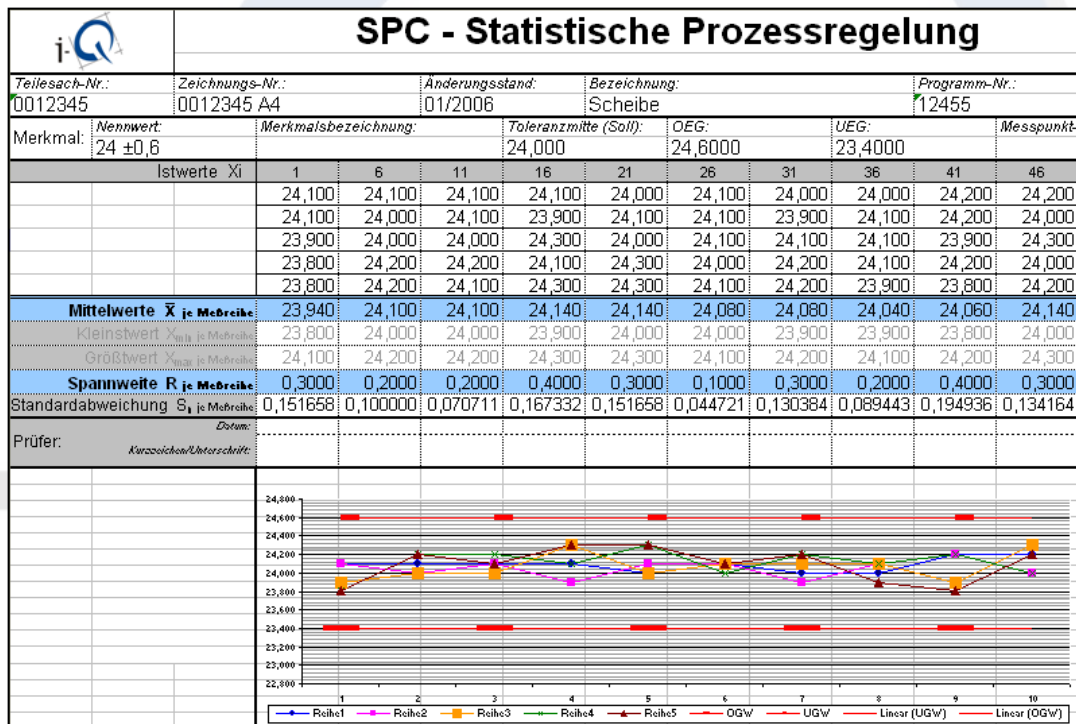 i-Q
SPC - Statistische Prozessregelung
Teilesach-Nr.: Zeichnungs-Nr.: Änderungsstand: Bezeichnung: Programm-Nr.:
0012345 0012345 A4 01/2006 Scheibe 12455
Merkmal: Nennwert: Merkmalsbezeichnung: Toleranzmitte (Soll): OEG: UEG: Messpunkt-
24 ±0,6 24,000 24,6000 23,4000
Istwerte Xi 1 6 11 16 21 26 31 36 41 46
24,100 24,100 24,100 24,100 24,000 24,100 24,000 24,000 24,200 24,200
24,100 24,000 24,100 23,900 24,100 24,100 23,900 24,100 24,200 24,000
23,900 24,000 24,000 24,300 24,000 24,100 24,100 24,100 23,900 24,300
23,800 24,200 24,200 24,100 24,300 24,000 24,200 24,100 24,200 24,000
23,800 24,200 24,100 24,300 24,300 24,100 24,200 23,900 23,800 24,200
Mittelwerte X̅ je Meßreihe 23,940 24,100 24,100 24,140 24,140 24,080 24,080 24,040 24,060 24,140
Kleinstwert Xmin je Meßreihe 23,800 24,000 24,000 23,900 24,000 24,000 23,900 23,900 23,800 24,000
Größtwert Xmax je Meßreihe 24,100 24,200 24,200 24,300 24,300 24,100 24,200 24,100 24,200 24,300
Spannweite R je Meßreihe 0,3000 0,2000 0,2000 0,4000 0,3000 0,1000 0,3000 0,2000 0,4000 0,3000
Standardabweichung Si je Meßreihe 0,151658 0,100000 0,070711 0,167332 0,151658 0,044721 0,130384 0,089443 0,194936 0,134164
Prüfer: Datum:
Kurzzeichen/Unterschrift:
24,800
24,600
24,400
24,200
24,000
23,800
23,600
23,400
23,200
23,000
22,800
1 2 3 4 5 6 7 8 9 10
Reihe1 Reihe2 Reihe3 Reihe4 Reihe5 OGW UGW Linear (UGW) Linear (OGW)